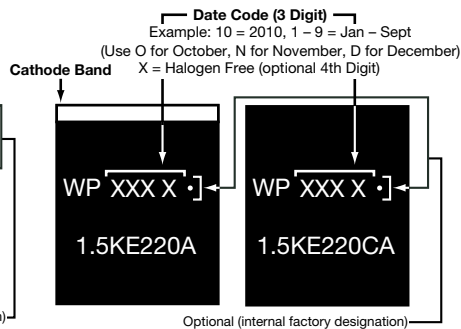 Date Code (3 Digit)
Example: 10 = 2010, 1 – 9 = Jan – Sept
(Use O for October, N for November, D for December)
Cathode Band
X = Halogen Free (optional 4th Digit)
WP XXX X •
1.5KE220A
WP XXX X •
1.5KE220CA
Optional (internal factory designation)